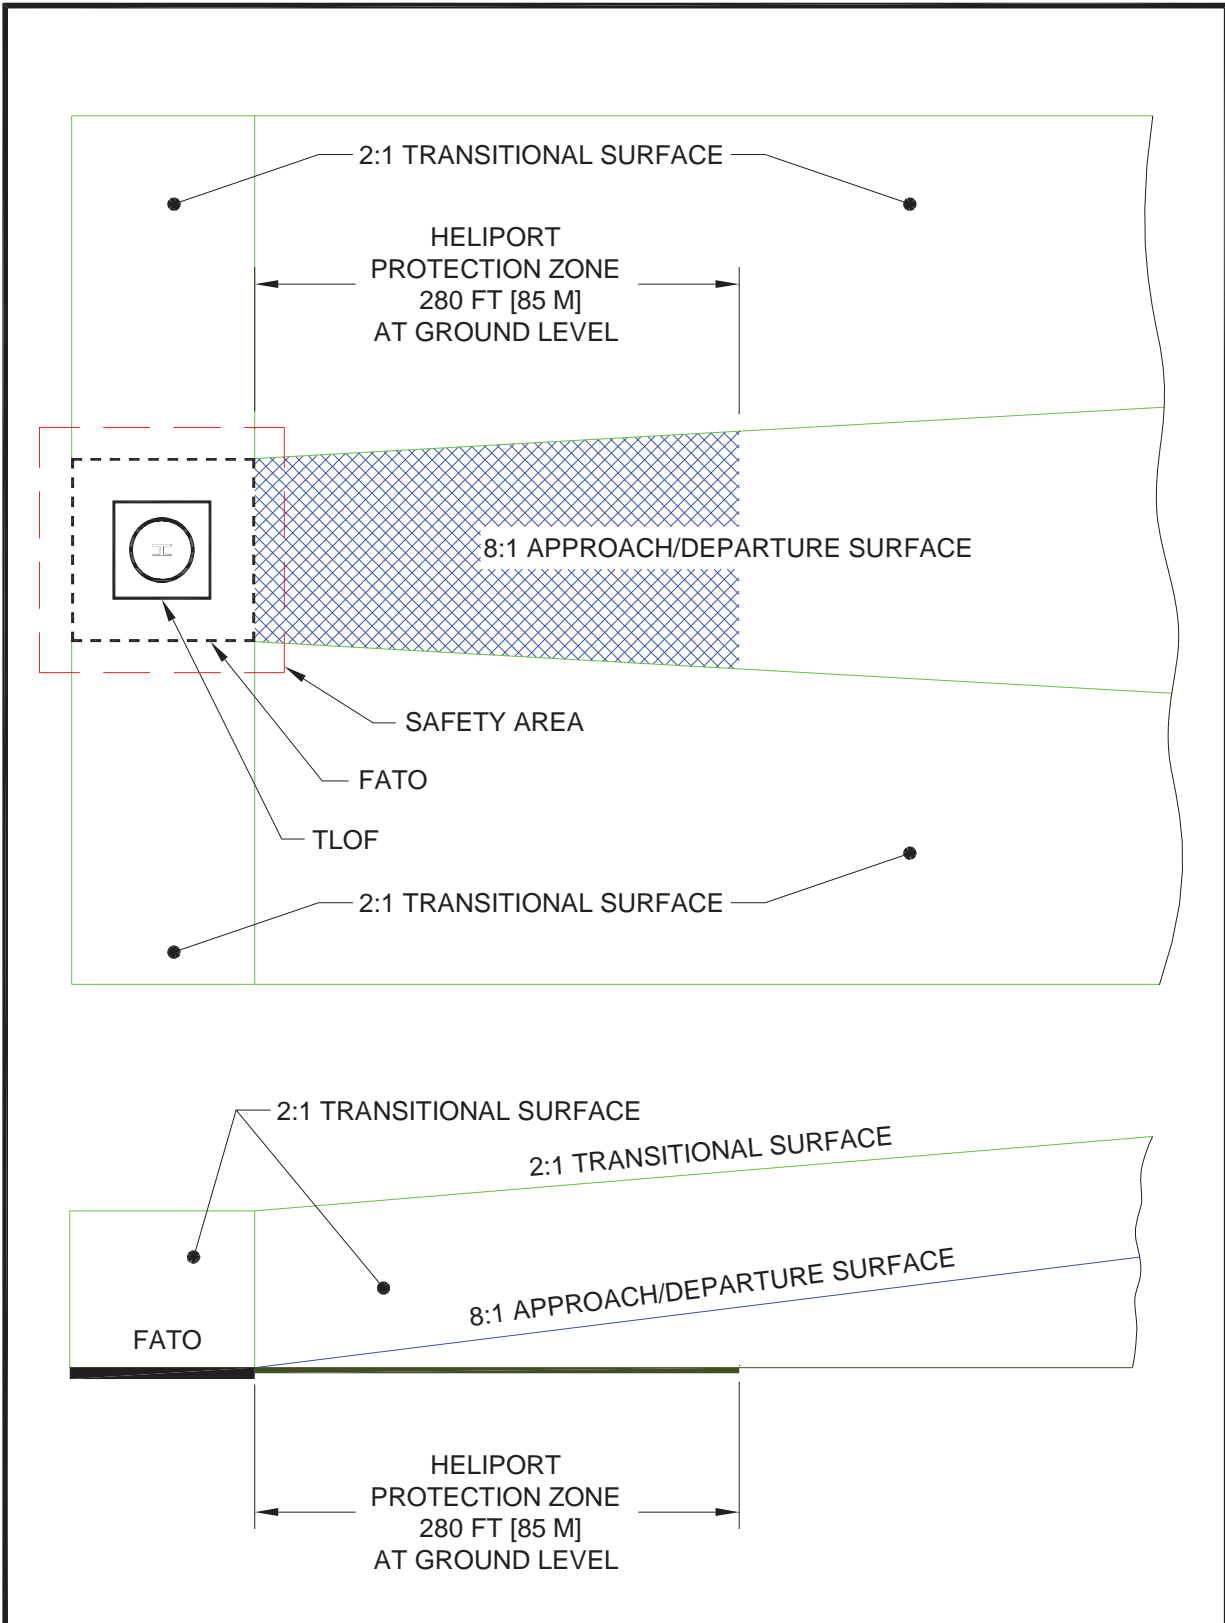 2:1 TRANSITIONAL SURFACE
HELIPORT
PROTECTION ZONE
280 FT [85 M]
AT GROUND LEVEL
8:1 APPROACH/DEPARTURE SURFACE
H
SAFETY AREA
FATO
TLOF
2:1 TRANSITIONAL SURFACE
2:1 TRANSITIONAL SURFACE
2:1 TRANSITIONAL SURFACE
8:1 APPROACH/DEPARTURE SURFACE
FATO
HELIPORT
PROTECTION ZONE
280 FT [85 M]
AT GROUND LEVEL